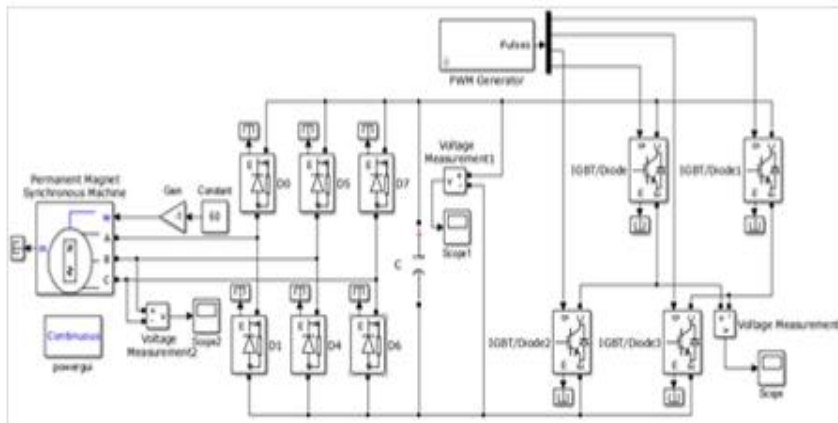 Pulses
PWM Generator
Permanent Magnet
Synchronous Machine
Gain
Constant
-1
60
D0
D5
D7
Voltage
Measurement1
Scope1
IGBT/Diode
IGBT/Diode1
A
B
C
C
Continuous
powergui
Voltage
Measurement2
Scope2
D1
D4
D6
IGBT/Diode2
IGBT/Diode3
Voltage Measurement
Scope